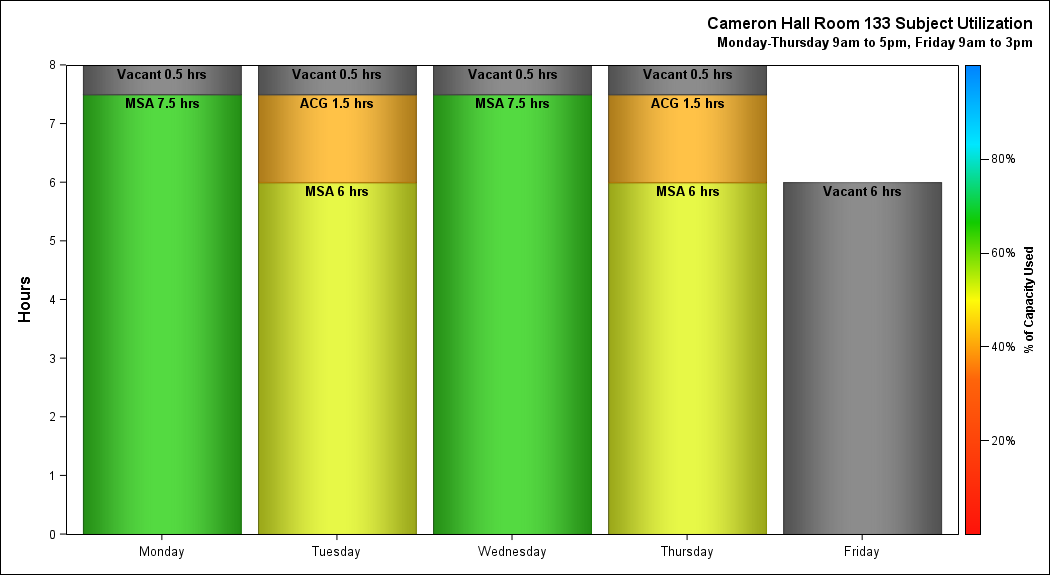 Cameron Hall Room 133 Subject Utilization
Monday-Thursday 9am to 5pm, Friday 9am to 3pm
Hours
8
7
6
5
4
3
2
1
0
Vacant 0.5 hrs
MSA 7.5 hrs
Vacant 0.5 hrs
ACG 1.5 hrs
MSA 6 hrs
Vacant 0.5 hrs
MSA 7.5 hrs
Vacant 0.5 hrs
ACG 1.5 hrs
MSA 6 hrs
Vacant 6 hrs
Monday
Tuesday
Wednesday
Thursday
Friday
80%
60%
40%
20%
% of Capacity Used